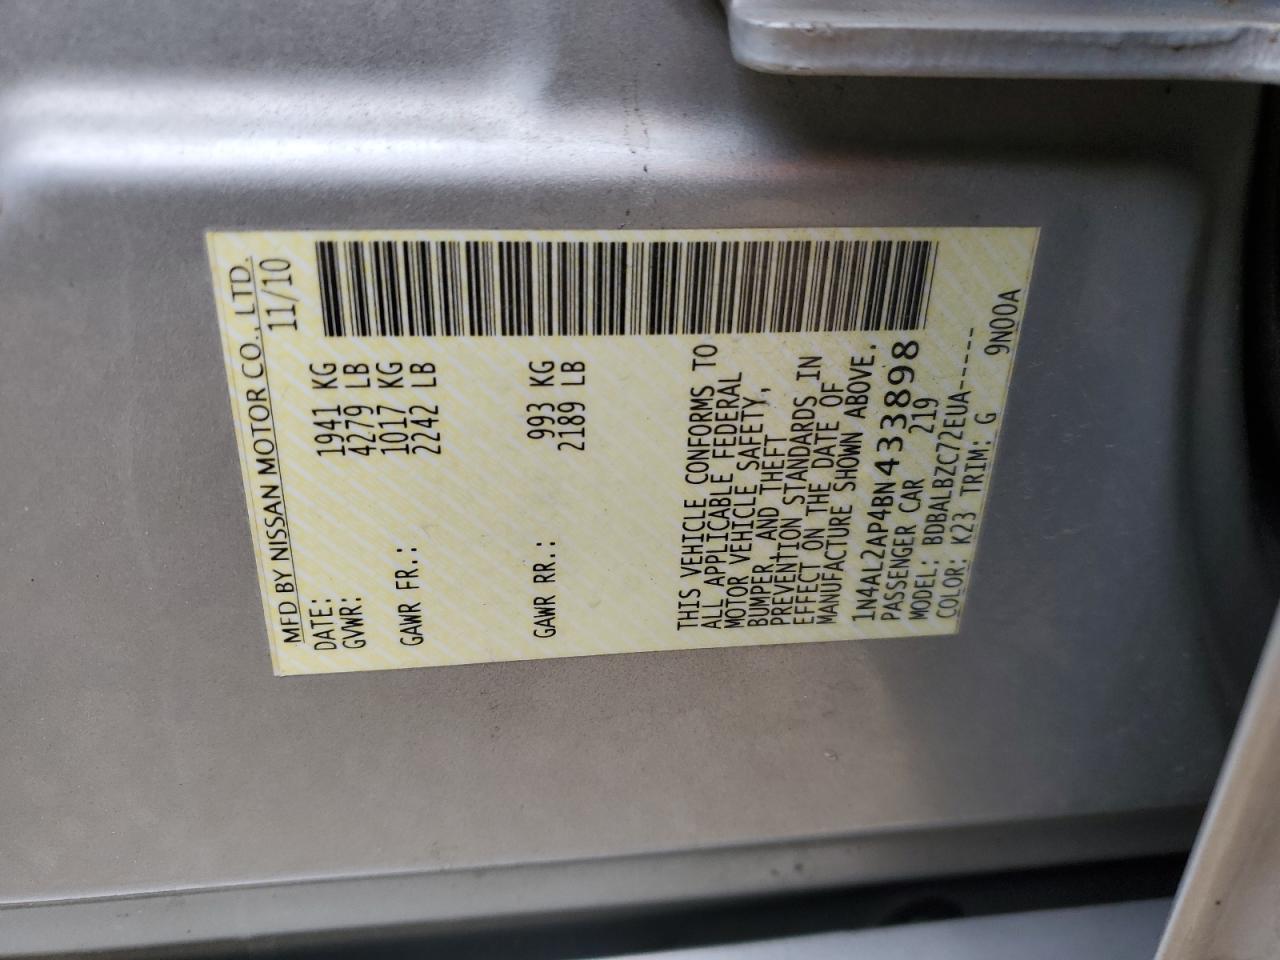 MFD BY NISSAN MOTOR CO., LTD.
DATE: 11/10
GVWR: 1941 KG
4279 LB
GAWR FR.: 1017 KG
2242 LB
GAWR RR.: 993 KG
2189 LB
THIS VEHICLE CONFORMS TO
ALL APPLICABLE FEDERAL
MOTOR VEHICLE SAFETY,
BUMPER, AND THEFT
PREVENTION STANDARDS IN
EFFECT ON THE DATE OF
MANUFACTURE SHOWN ABOVE.
1N4AL2AP4BN433898
PASSENGER CAR 219
MODEL: BDBALBZC72EUA-----
COLOR: K23 TRIM: G 9N00A